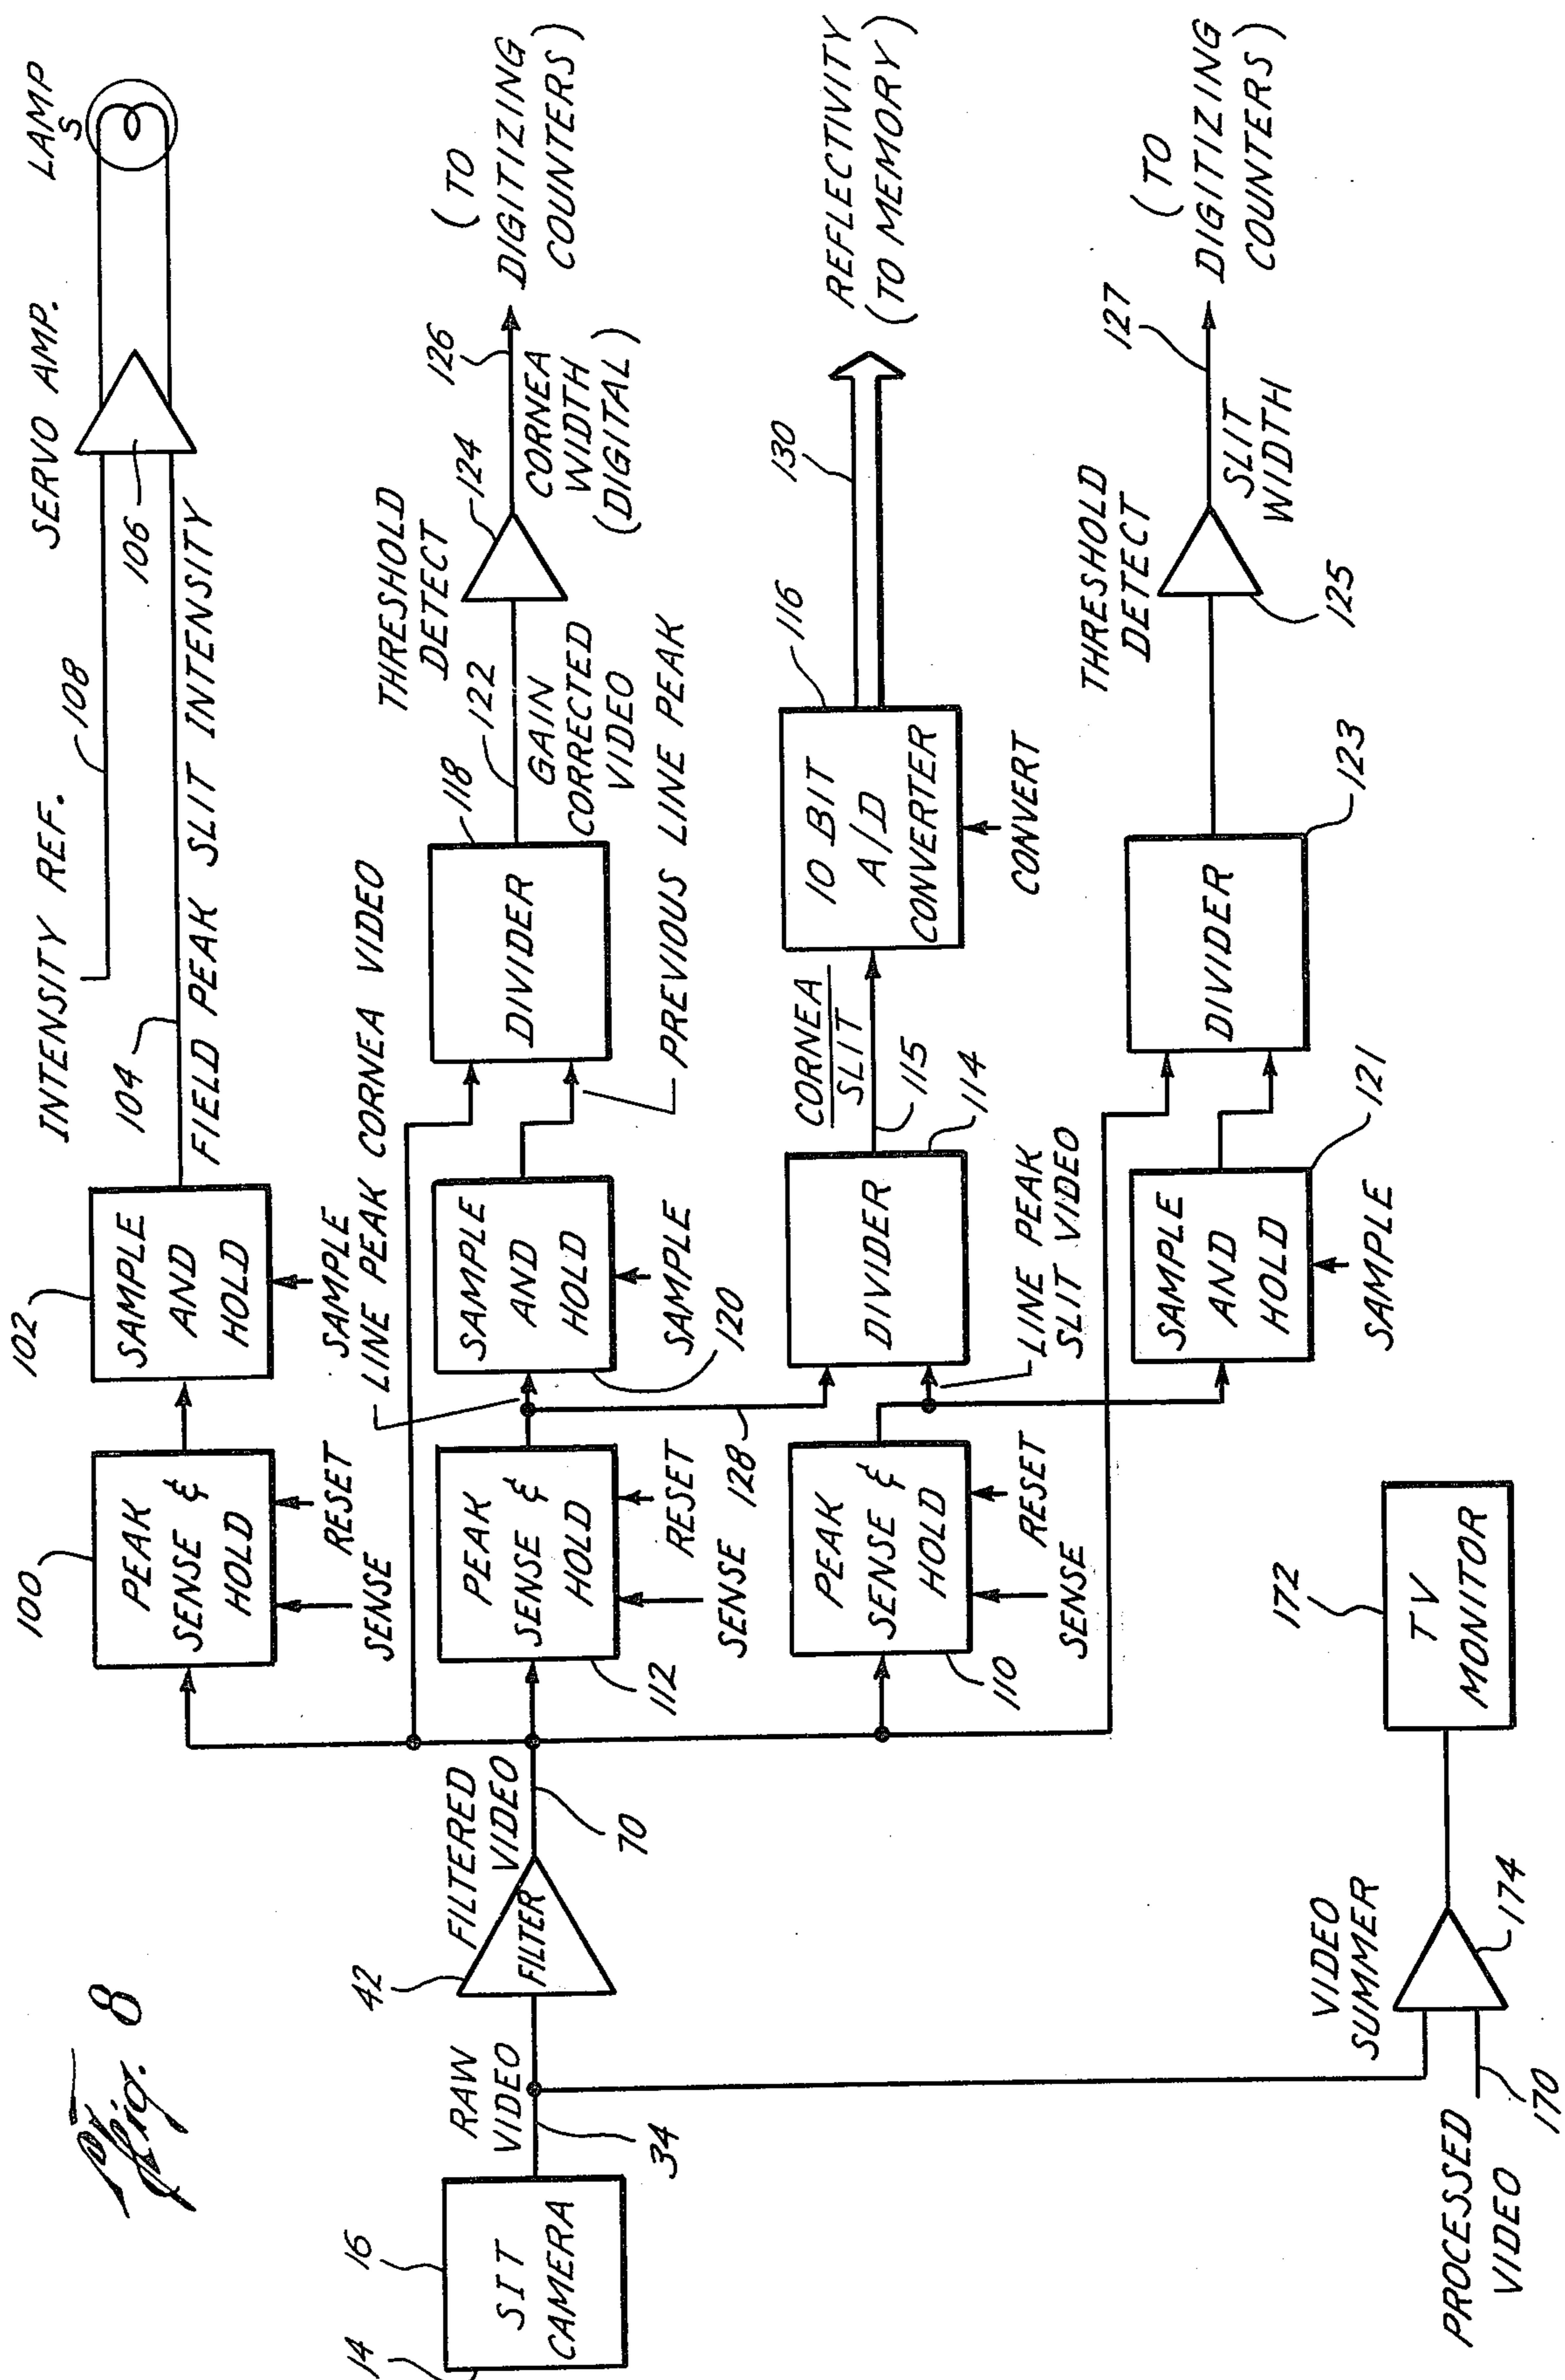 Fig. 8
14
16
SIT
CAMERA
RAW
VIDEO
34
42
FILTER
FILTERED
VIDEO
70
100
PEAK
SENSE &
HOLD
SENSE
RESET
102
SAMPLE
AND
HOLD
SAMPLE
104
FIELD PEAK SLIT INTENSITY
INTENSITY REF.
108
SERVO AMP.
106
LAMP
S
LINE PEAK CORNEA VIDEO
PEAK
SENSE &
HOLD
112
SENSE
RESET
128
SAMPLE
AND
HOLD
SAMPLE
120
118
DIVIDER
PREVIOUS LINE PEAK
122
GAIN
CORRECTED
VIDEO
THRESHOLD
DETECT
124
126
CORNEA
WIDTH
(DIGITAL)
(TO
DIGITIZING
COUNTERS)
PEAK
SENSE &
HOLD
110
SENSE
RESET
DIVIDER
114
LINE PEAK
SLIT VIDEO
CORNEA
SLIT
115
116
10 BIT
A/D
CONVERTER
CONVERT
130
REFLECTIVITY
(TO MEMORY)
SAMPLE
AND
HOLD
121
SAMPLE
DIVIDER
123
THRESHOLD
DETECT
125
127
SLIT
WIDTH
(TO
DIGITIZING
COUNTERS)
PROCESSED
VIDEO
170
VIDEO
SUMMER
174
172
TV
MONITOR